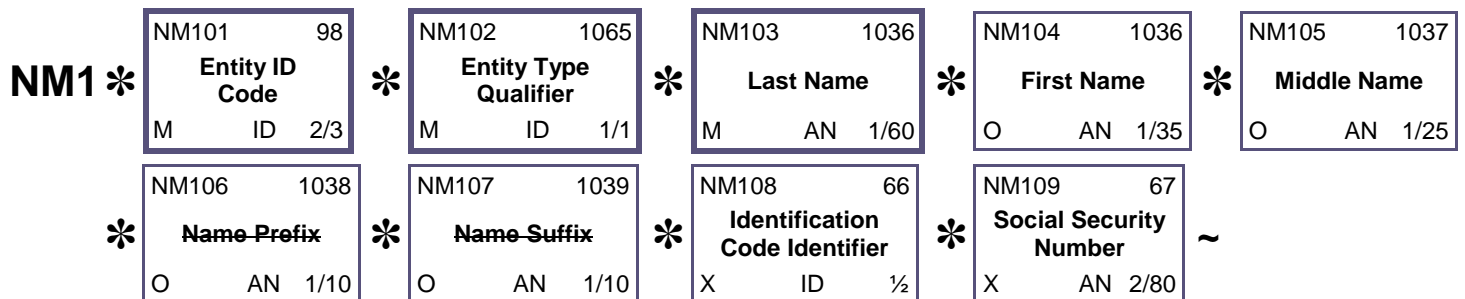 NM101 98 NM102 1065 NM103 1036 NM104 1036 NM105 1037
NM1 * Entity ID Code * Entity Type Qualifier * Last Name * First Name * Middle Name
M ID 2/3 M ID 1/1 M AN 1/60 O AN 1/35 O AN 1/25
NM106 1038 NM107 1039 NM108 66 NM109 67
* Name Prefix * Name Suffix * Identification Code Identifier * Social Security Number ~
O AN 1/10 O AN 1/10 X ID ½ X AN 2/80